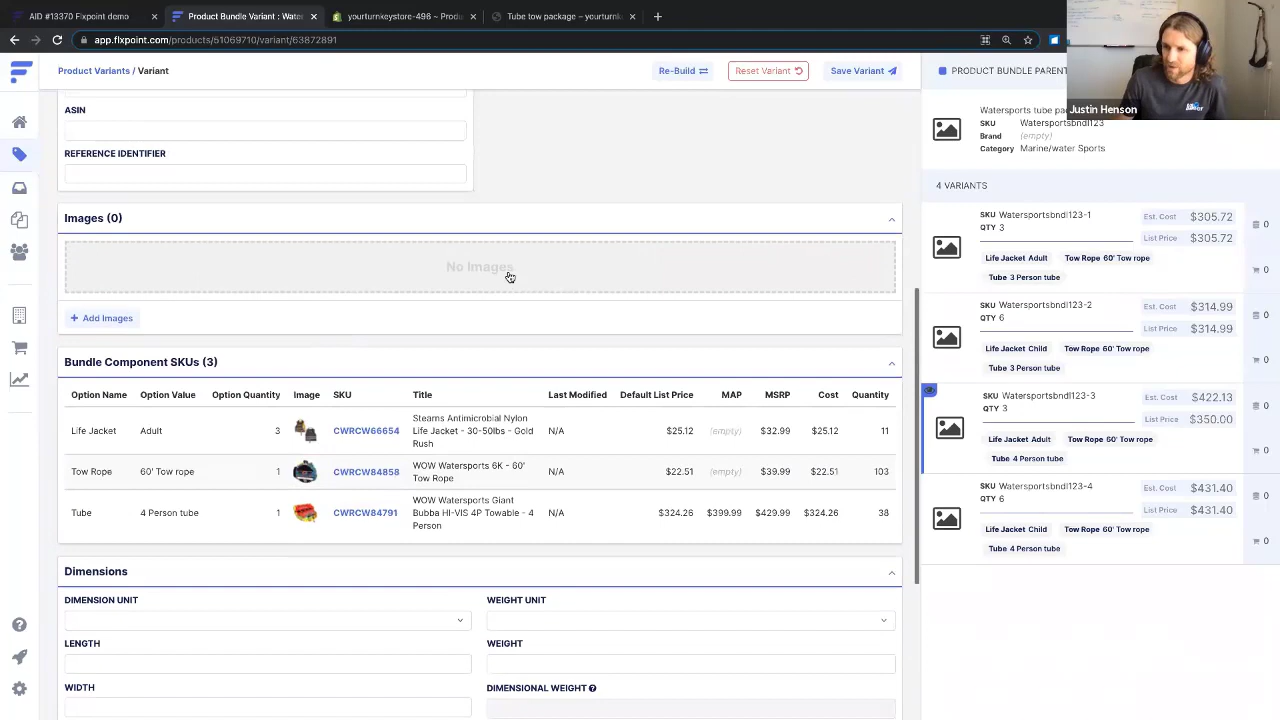 AID #13370 Flxpoint demo
Product Bundle Variant : Wate
yourturnkeystore-496 ~ Produ
Tube tow package – yourturnk
app.flxpoint.com/products/51069710/variant/63872891
Product Variants / Variant
Re-Build
Reset Variant
Save Variant
ASIN
REFERENCE IDENTIFIER
Images (0)
No Images
+ Add Images
Bundle Component SKUs (3)
Option Name Option Value Option Quantity Image SKU Title Last Modified Default List Price MAP MSRP Cost Quantity
Life Jacket Adult 3 CWRCW66654 Stearns Antimicrobial Nylon Life Jacket - 30-50lbs - Gold Rush N/A $25.12 (empty) $32.99 $25.12 11
Tow Rope 60' Tow rope 1 CWRCW84858 WOW Watersports 6K - 60' Tow Rope N/A $22.51 (empty) $39.99 $22.51 103
Tube 4 Person tube 1 CWRCW84791 WOW Watersports Giant Bubba HI-VIS 4P Towable - 4 Person N/A $324.26 $399.99 $429.99 $324.26 38
Dimensions
DIMENSION UNIT
WEIGHT UNIT
LENGTH
WEIGHT
WIDTH
DIMENSIONAL WEIGHT
PRODUCT BUNDLE PARENT
Justin Henson
Watersports tube pa
SKU Watersportsbndl123
Brand (empty)
Category Marine/water Sports
4 VARIANTS
SKU Watersportsbndl123-1
QTY 3
Est. Cost $305.72
List Price $305.72
Life Jacket Adult
Tow Rope 60' Tow rope
Tube 3 Person tube
0
0
SKU Watersportsbndl123-2
QTY 6
Est. Cost $314.99
List Price $314.99
Life Jacket Child
Tow Rope 60' Tow rope
Tube 3 Person tube
0
0
SKU Watersportsbndl123-3
QTY 3
Est. Cost $422.13
List Price $350.00
Life Jacket Adult
Tow Rope 60' Tow rope
Tube 4 Person tube
0
0
SKU Watersportsbndl123-4
QTY 6
Est. Cost $431.40
List Price $431.40
Life Jacket Child
Tow Rope 60' Tow rope
Tube 4 Person tube
0
0